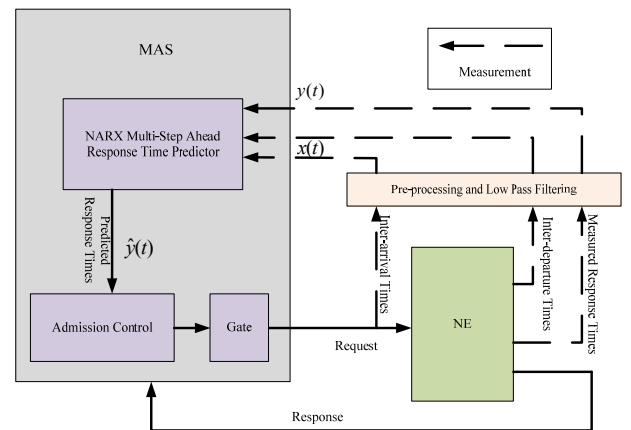 MAS
Measurement
y(t)
NARX Multi-Step Ahead
Response Time Predictor
x(t)
Pre-processing and Low Pass Filtering
Predicted
Response Times
ŷ(t)
Inter-arrival Times
Inter-departure Times
Measured Response Times
Admission Control
Gate
NE
Request
Response